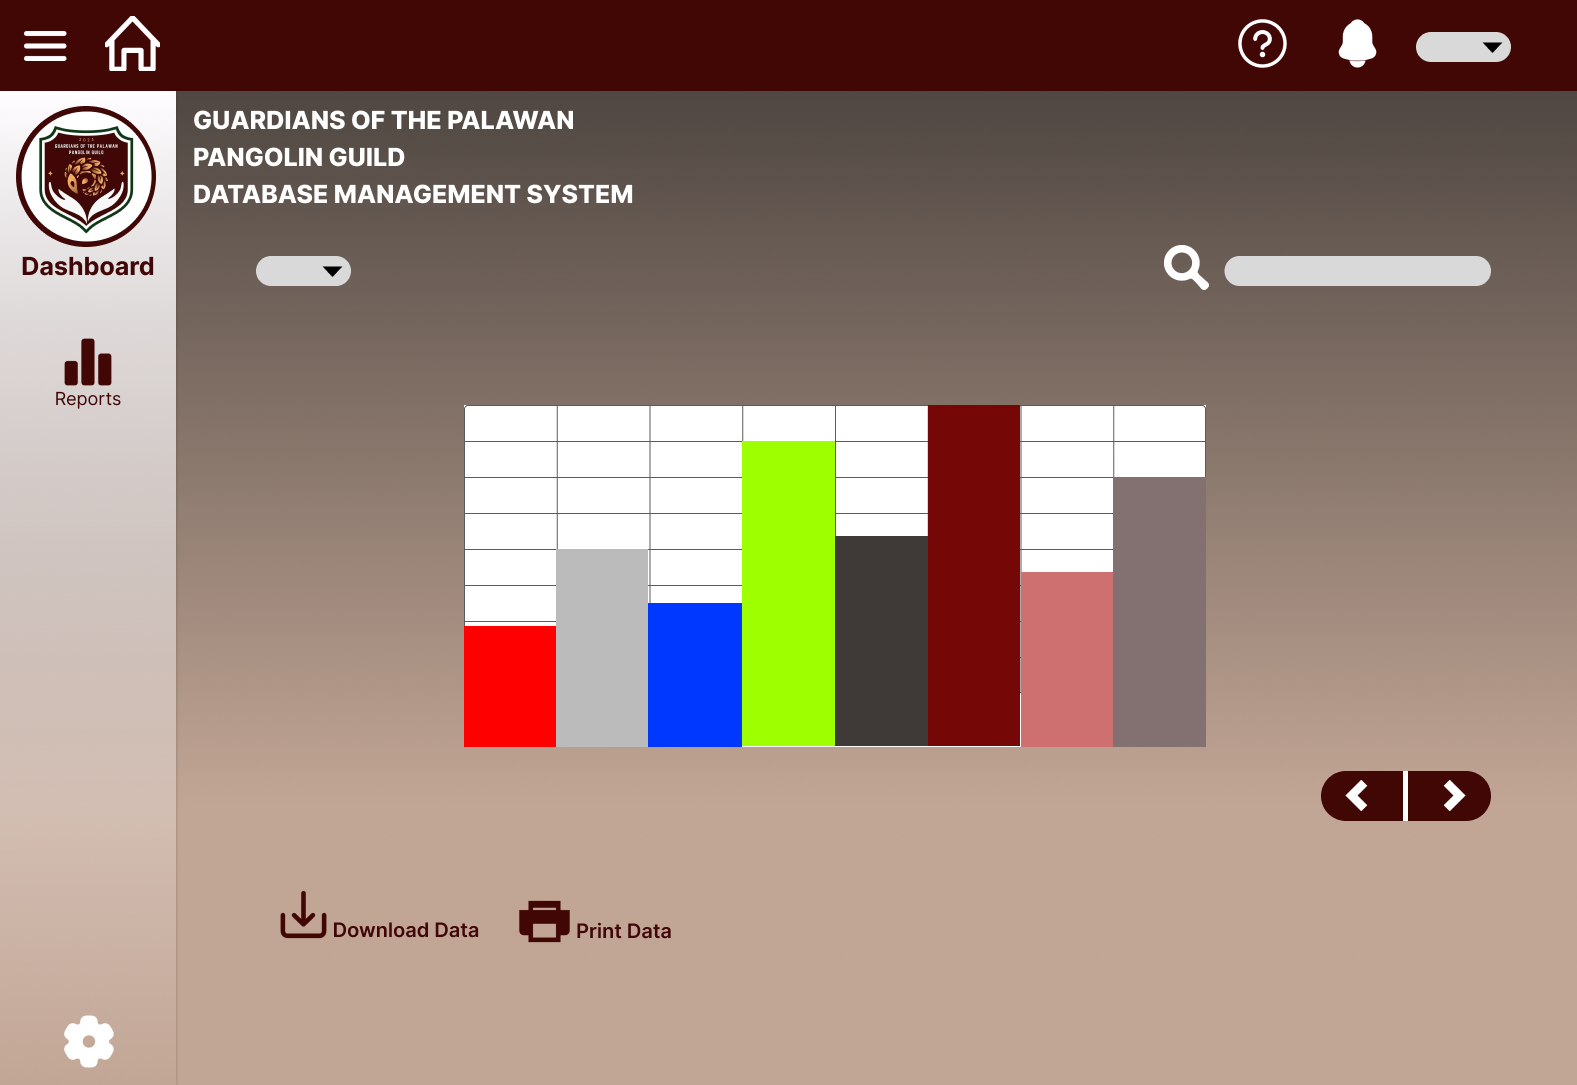 GUARDIANS OF THE PALAWAN
PANGOLIN GUILD
DATABASE MANAGEMENT SYSTEM
2017
GUARDIANS OF THE PALAWAN
PANGOLIN GUILD
Dashboard
Reports
Download Data
Print Data